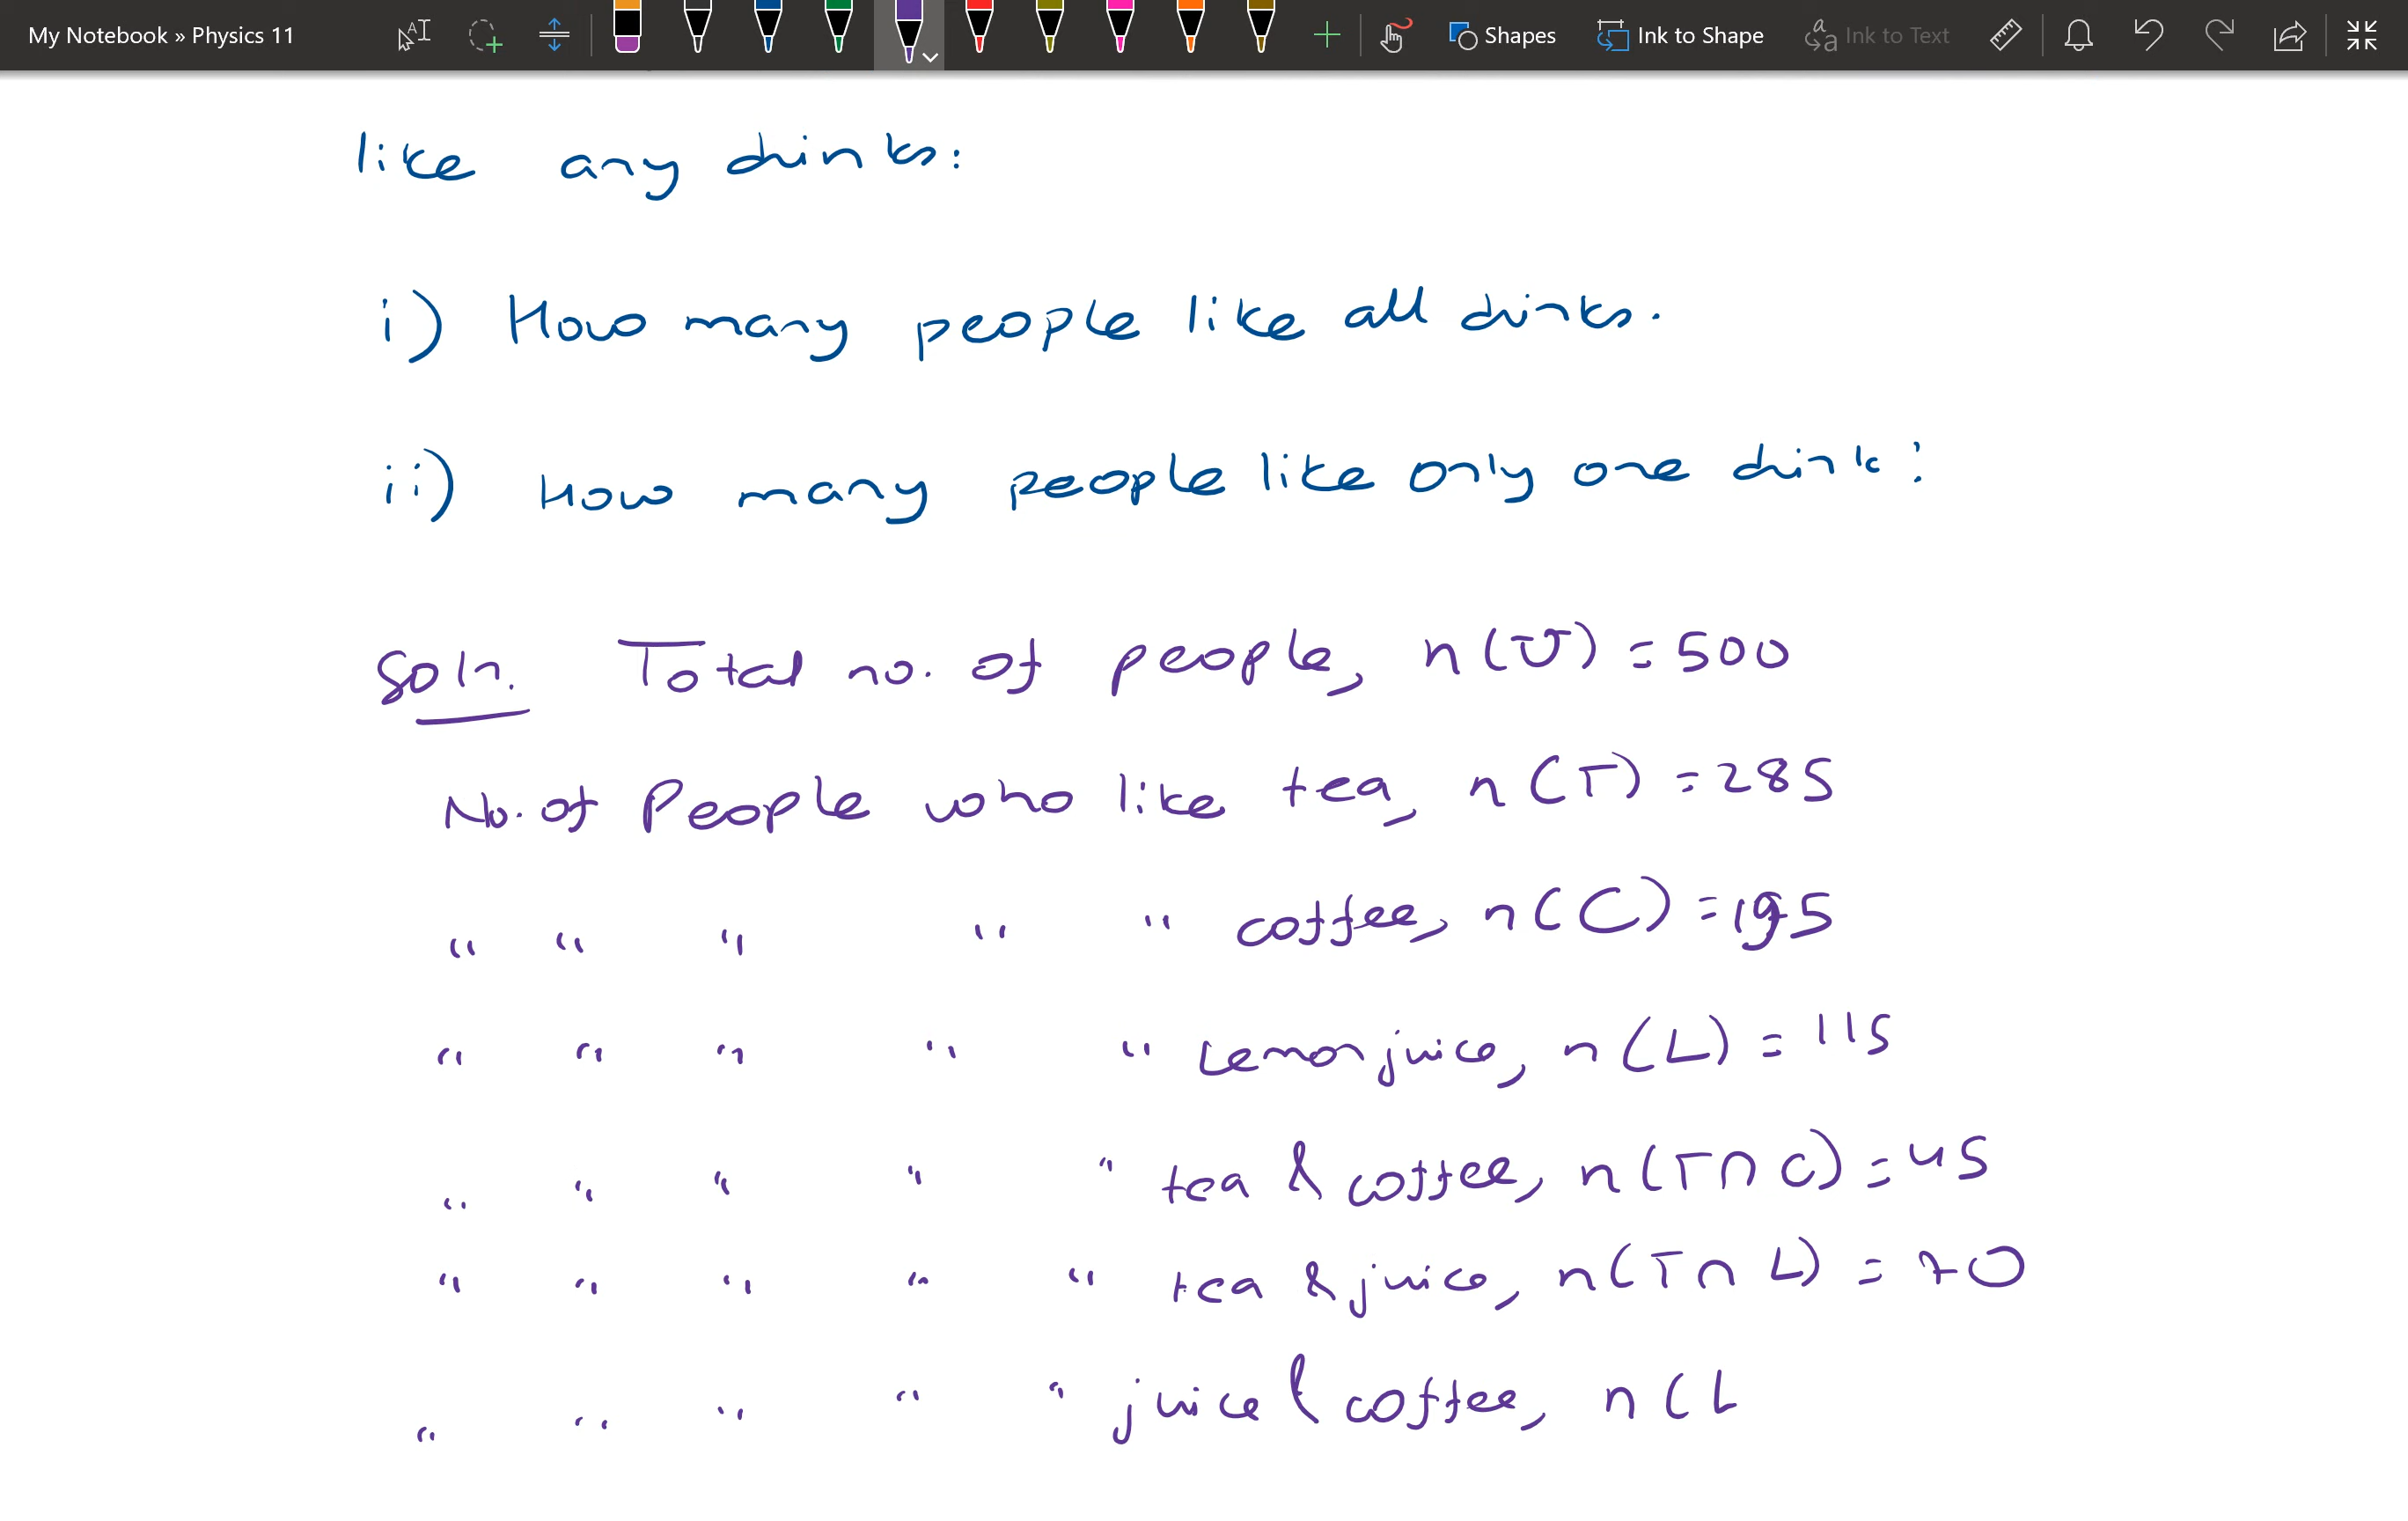 My Notebook » Physics 11 Shapes Ink to Shape Ink to Text
like any drinks:
i) How many people like all drinks.
ii) How many people like only one drink:
Soln. Total no. of people, n(U) = 500
No. of People who like tea, n(T) = 285
" " " " " coffee, n(C) = 195
" " " " " Lemon juice, n(L) = 115
" " " " " tea & coffee, n(T∩C) = 45
" " " " " tea & juice, n(T∩L) = 70
" " " " " juice & coffee, n(L